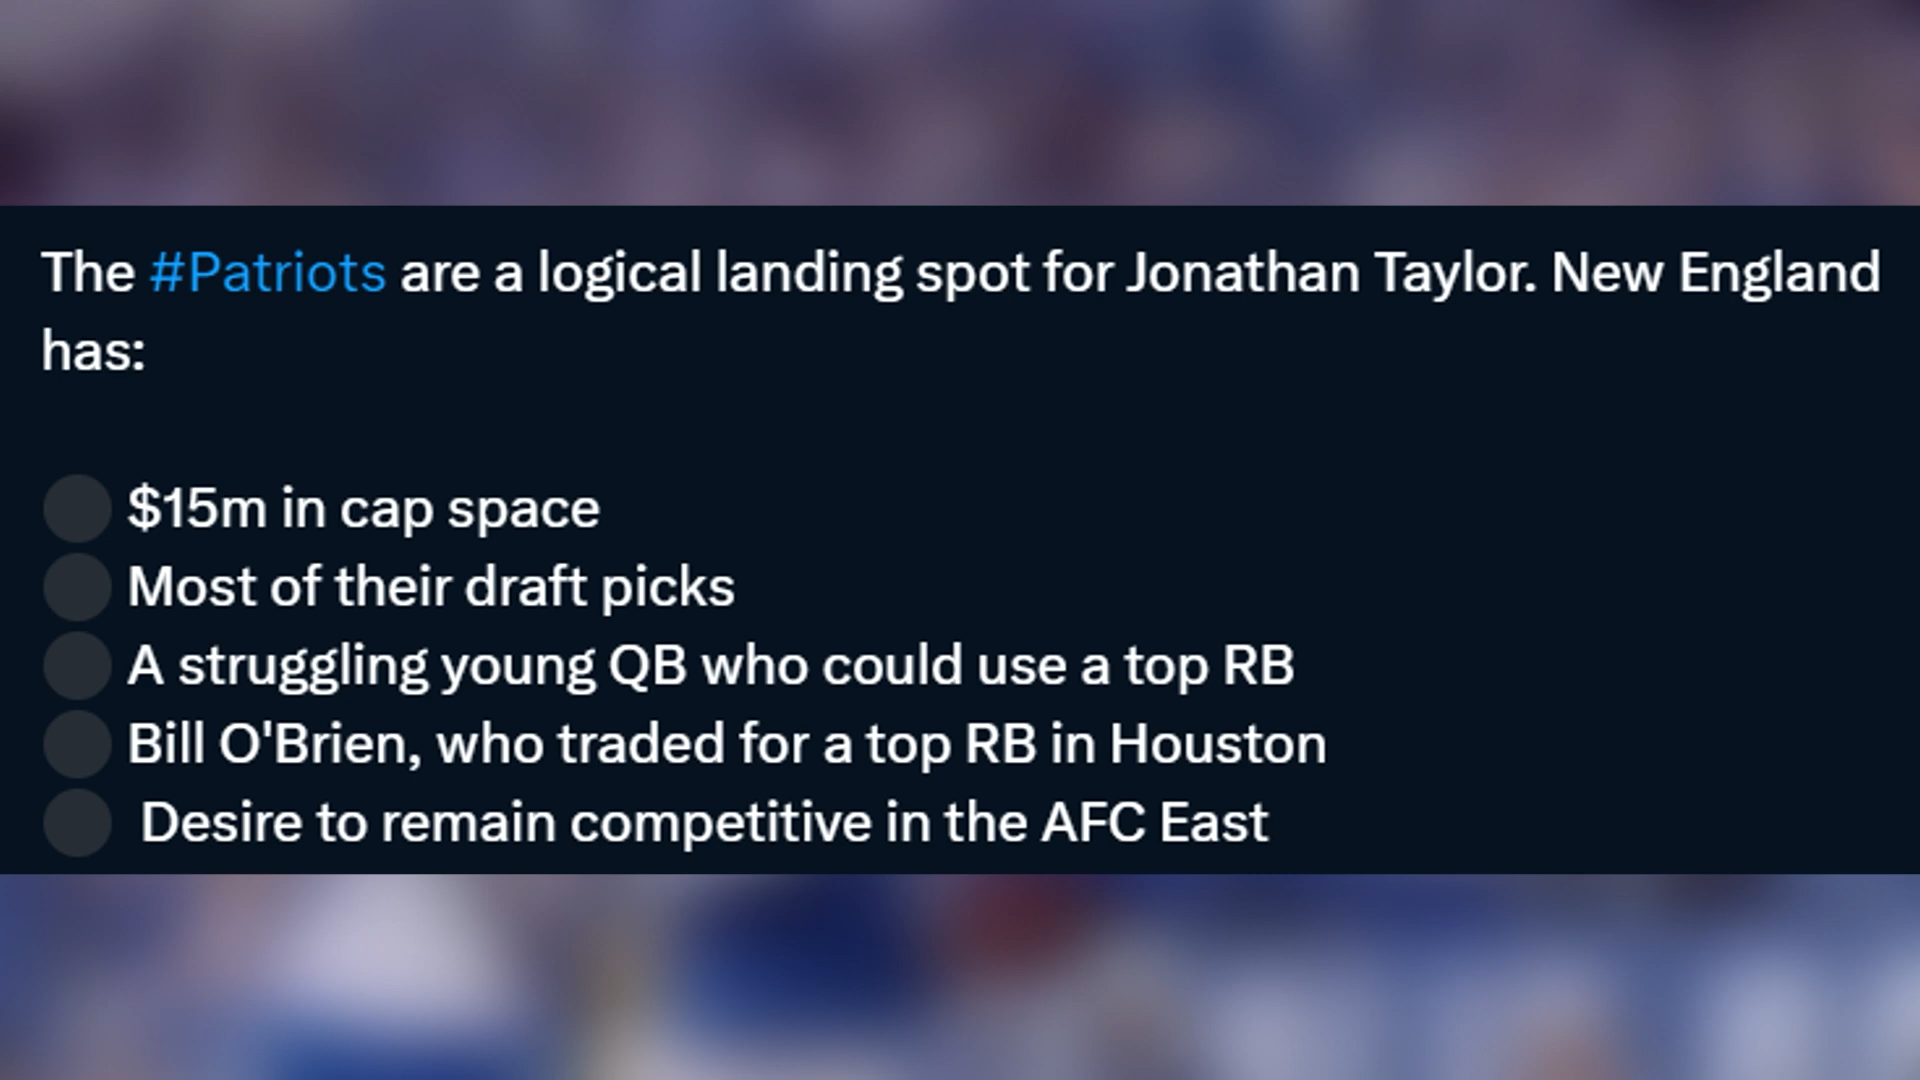 The #Patriots are a logical landing spot for Jonathan Taylor. New England
has:
$15m in cap space
Most of their draft picks
A struggling young QB who could use a top RB
Bill O'Brien, who traded for a top RB in Houston
Desire to remain competitive in the AFC East